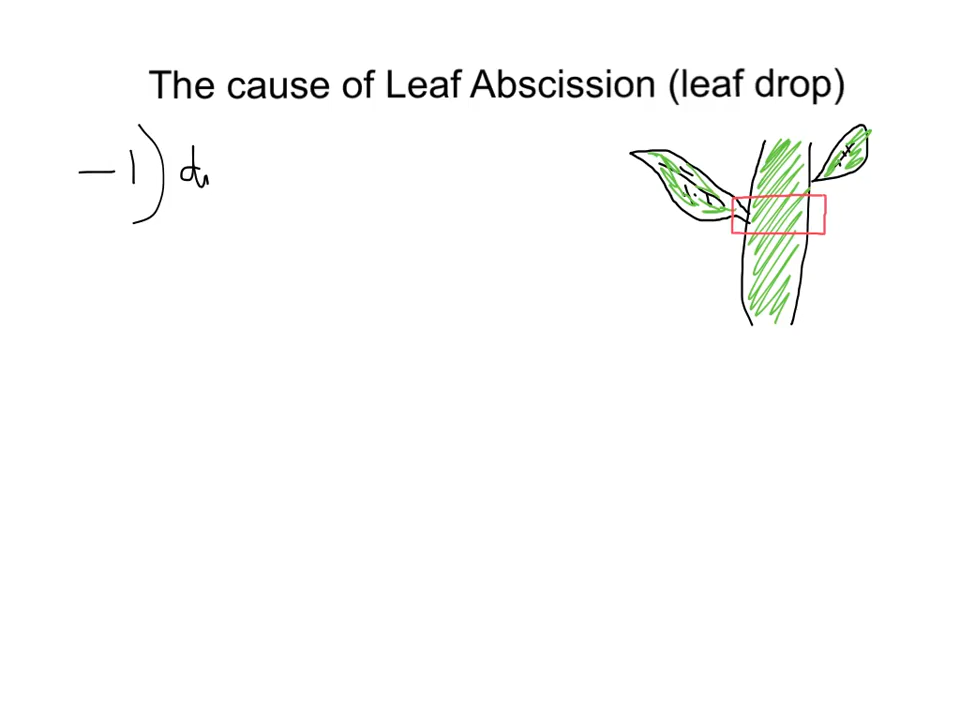 The cause of Leaf Abscission (leaf drop)
- 1) d